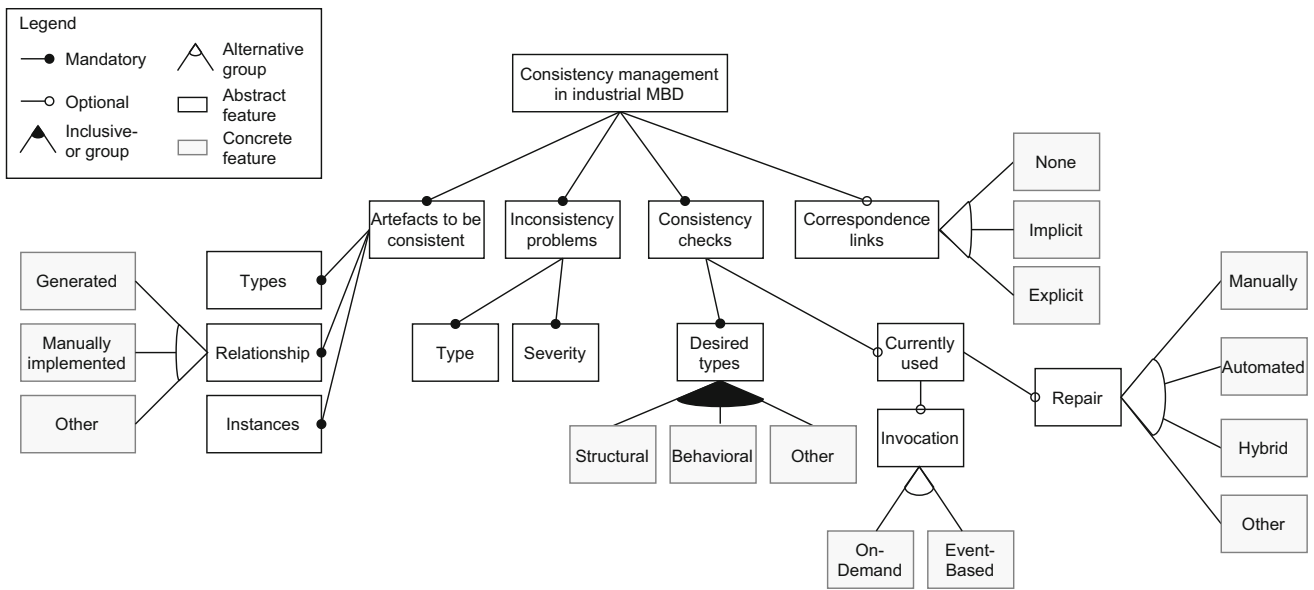 Legend
Mandatory
Optional
Inclusive-
or group
Alternative
group
Abstract
feature
Concrete
feature
Consistency management
in industrial MBD
Artefacts to be
consistent
Inconsistency
problems
Consistency
checks
Correspondence
links
None
Implicit
Explicit
Generated
Manually
implemented
Other
Types
Relationship
Instances
Type
Severity
Desired
types
Currently
used
Structural
Behavioral
Other
Invocation
On-
Demand
Event-
Based
Repair
Manually
Automated
Hybrid
Other